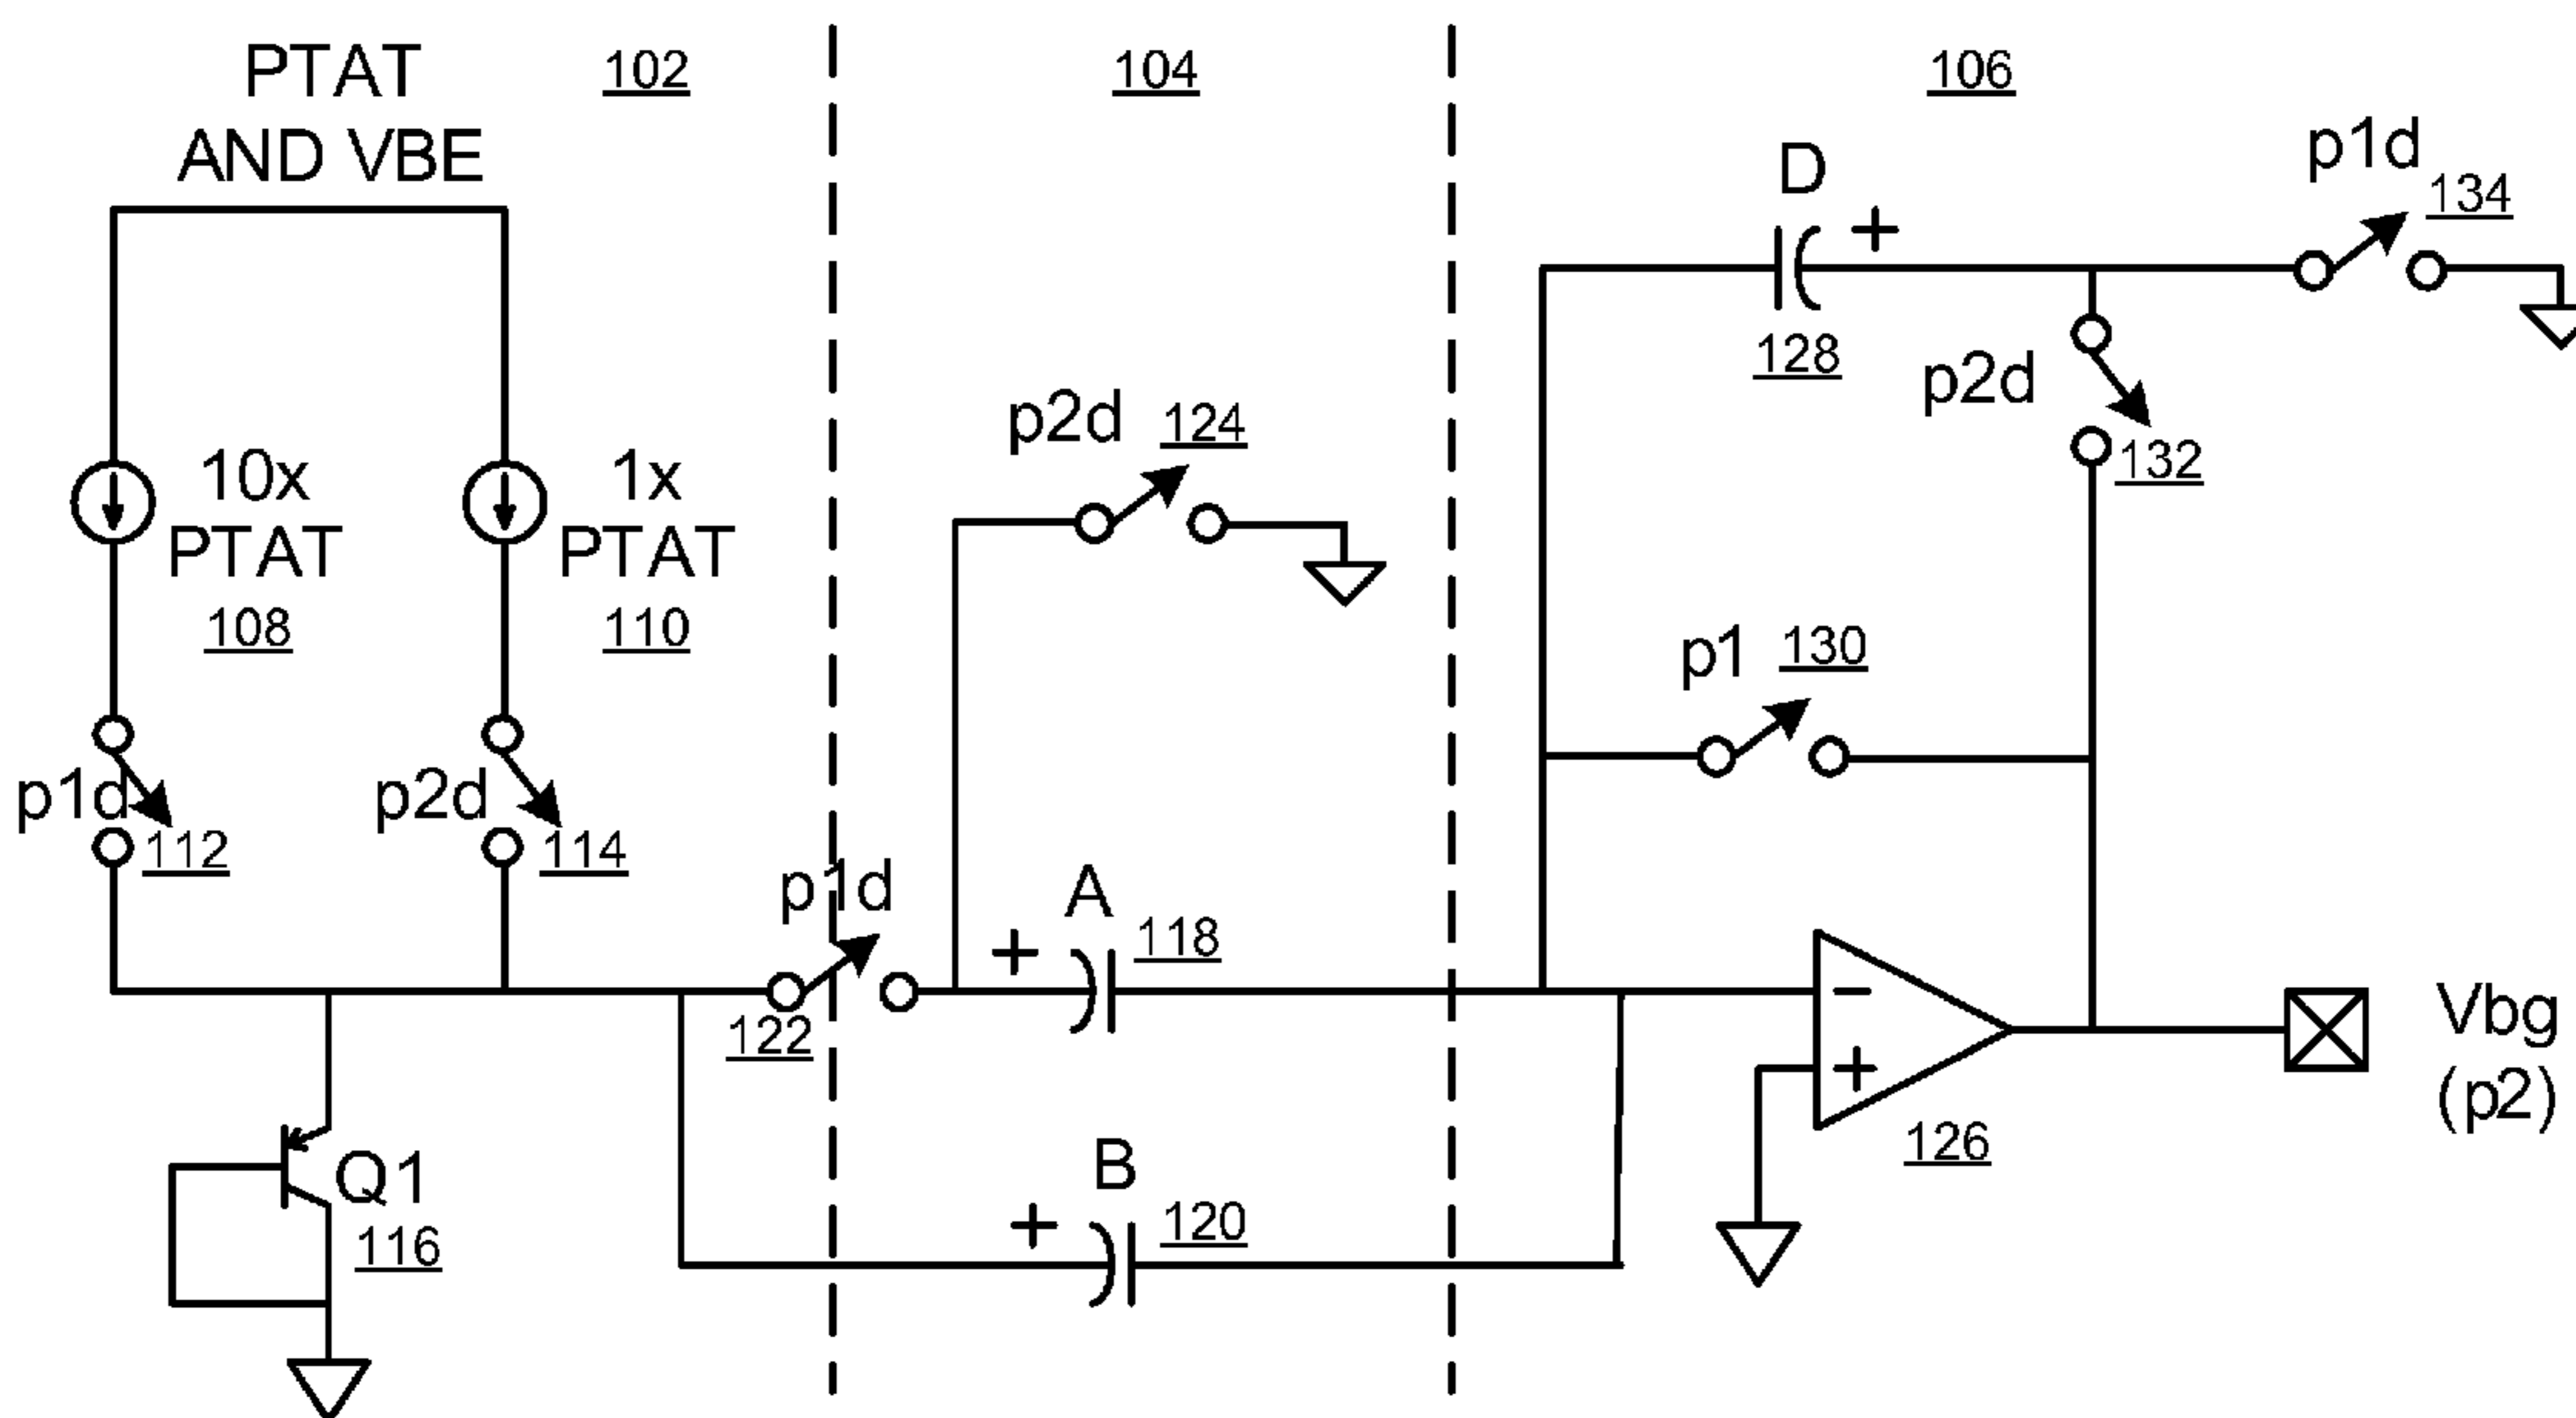 PTAT
AND VBE
102
104
106
10x
PTAT
108
1x
PTAT
110
p1d
112
p2d
114
p1d
122
Q1
116
p2d
124
+
A
118
+
B
120
D
+
128
p1d
134
p2d
132
p1
130
−
+
126
Vbg
(p2)